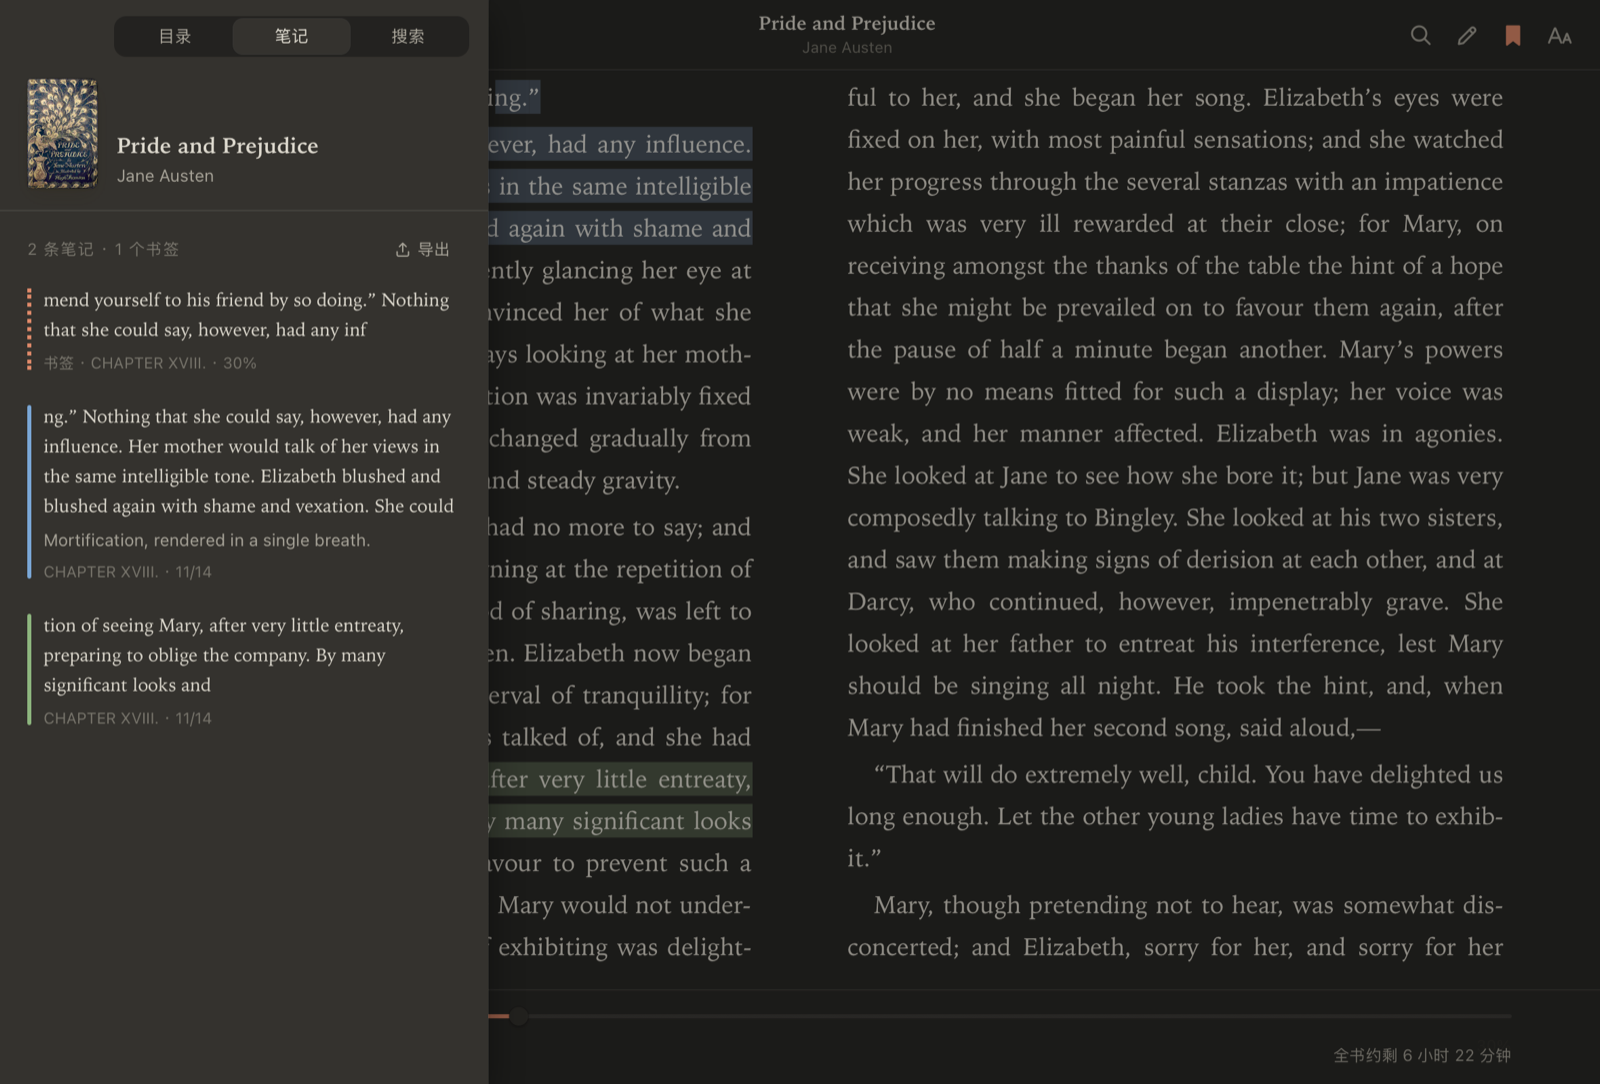 目录 笔记 搜索
Pride and Prejudice
Jane Austen
PRIDE
PREJUDICE
Pride and Prejudice
Jane Austen
2 条笔记 · 1 个书签
导出
mend yourself to his friend by so doing.” Nothing
that she could say, however, had any inf
书签 · CHAPTER XVIII. · 30%
ng.” Nothing that she could say, however, had any
influence. Her mother would talk of her views in
the same intelligible tone. Elizabeth blushed and
blushed again with shame and vexation. She could
Mortification, rendered in a single breath.
CHAPTER XVIII. · 11/14
tion of seeing Mary, after very little entreaty,
preparing to oblige the company. By many
significant looks and
CHAPTER XVIII. · 11/14
ing.”
ever, had any influence.
in the same intelligible
d again with shame and
ntly glancing her eye at
nvinced her of what she
ays looking at her moth-
tion was invariably fixed
changed gradually from
nd steady gravity.
had no more to say; and
ning at the repetition of
d of sharing, was left to
en. Elizabeth now began
erval of tranquillity; for
s talked of, and she had
fter very little entreaty,
y many significant looks
avour to prevent such a
Mary would not under-
f exhibiting was delight-
ful to her, and she began her song. Elizabeth’s eyes were
fixed on her, with most painful sensations; and she watched
her progress through the several stanzas with an impatience
which was very ill rewarded at their close; for Mary, on
receiving amongst the thanks of the table the hint of a hope
that she might be prevailed on to favour them again, after
the pause of half a minute began another. Mary’s powers
were by no means fitted for such a display; her voice was
weak, and her manner affected. Elizabeth was in agonies.
She looked at Jane to see how she bore it; but Jane was very
composedly talking to Bingley. She looked at his two sisters,
and saw them making signs of derision at each other, and at
Darcy, who continued, however, impenetrably grave. She
looked at her father to entreat his interference, lest Mary
should be singing all night. He took the hint, and, when
Mary had finished her second song, said aloud,—
“That will do extremely well, child. You have delighted us
long enough. Let the other young ladies have time to exhib-
it.”
Mary, though pretending not to hear, was somewhat dis-
concerted; and Elizabeth, sorry for her, and sorry for her
全书约剩 6 小时 22 分钟